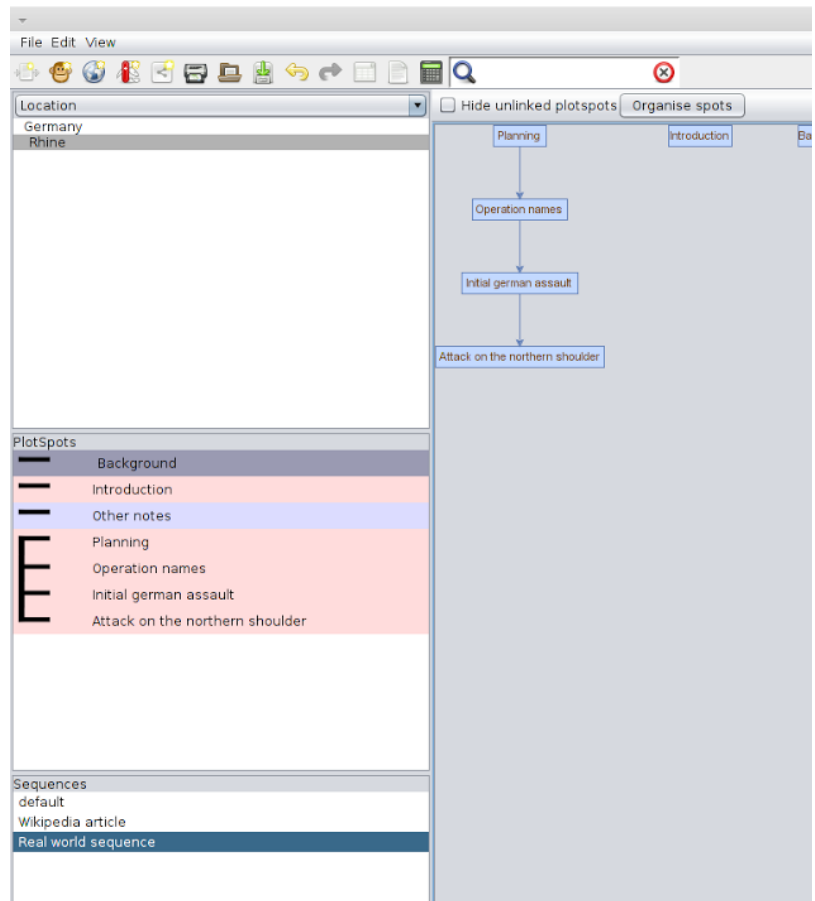 File Edit View
Location
Hide unlinked plotspots Organise spots
Germany
Rhine
Planning Introduction Ba
Operation names
Initial german assault
Attack on the northern shoulder
PlotSpots
Background
Introduction
Other notes
Planning
Operation names
Initial german assault
Attack on the northern shoulder
Sequences
default
Wikipedia article
Real world sequence